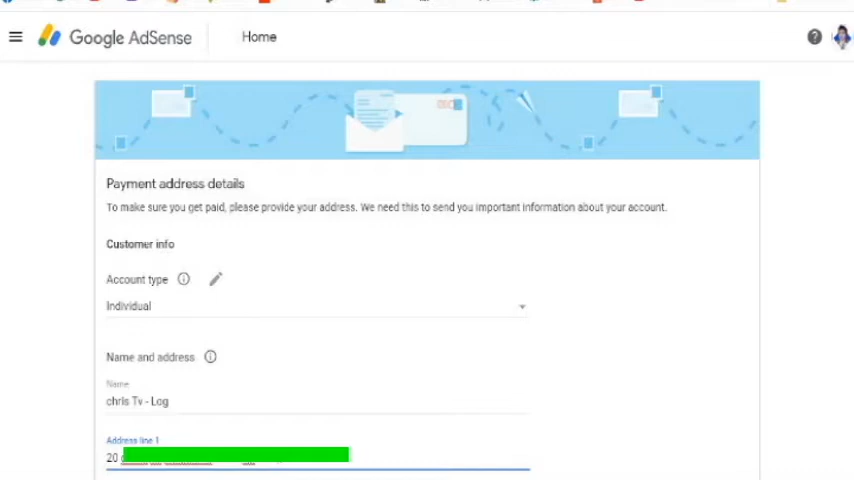 Google AdSense
Home
Payment address details
To make sure you get paid, please provide your address. We need this to send you important information about your account.
Customer info
Account type
Individual
Name and address
Name
chris Tv - Log
Address line 1
20